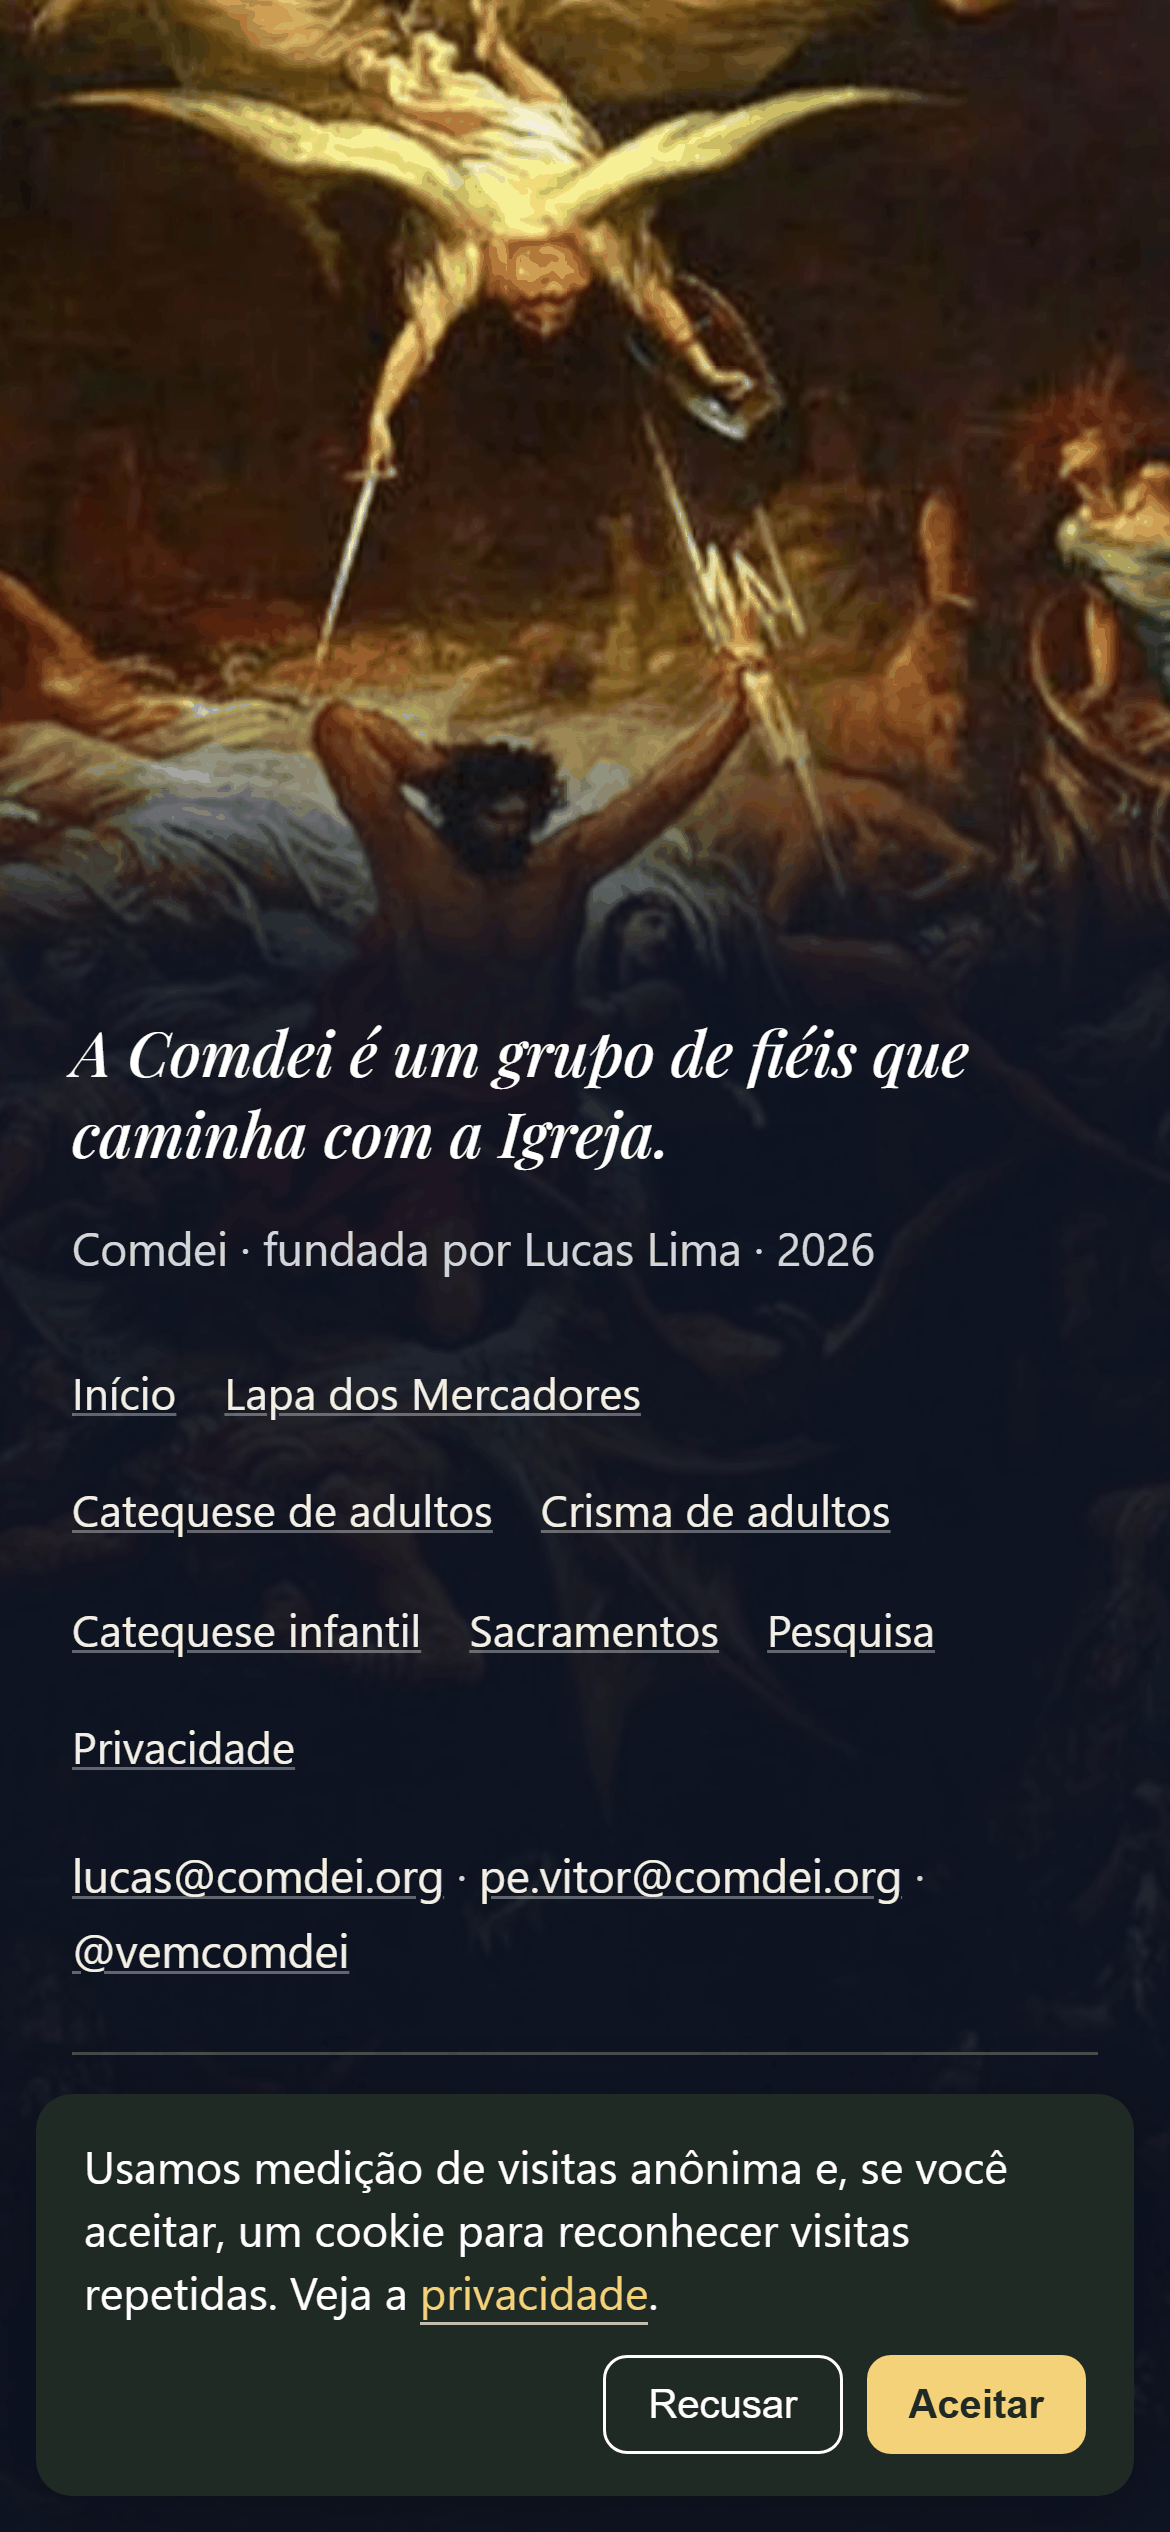 A Comdei é um grupo de fiéis que
caminha com a Igreja.
Comdei · fundada por Lucas Lima · 2026
Início Lapa dos Mercadores
Catequese de adultos Crisma de adultos
Catequese infantil Sacramentos Pesquisa
Privacidade
lucas@comdei.org · pe.vitor@comdei.org ·
@vemcomdei
Usamos medição de visitas anônima e, se você
aceitar, um cookie para reconhecer visitas
repetidas. Veja a privacidade.
Recusar Aceitar